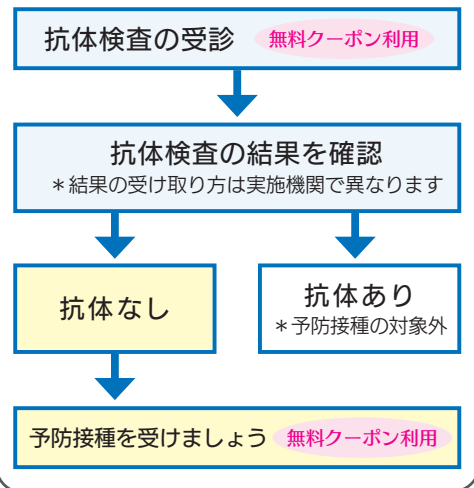 抗体検査の受診 無料クーポン利用
抗体検査の結果を確認
＊結果の受け取り方は実施機関で異なります
抗体なし
抗体あり
＊予防接種の対象外
予防接種を受けましょう 無料クーポン利用